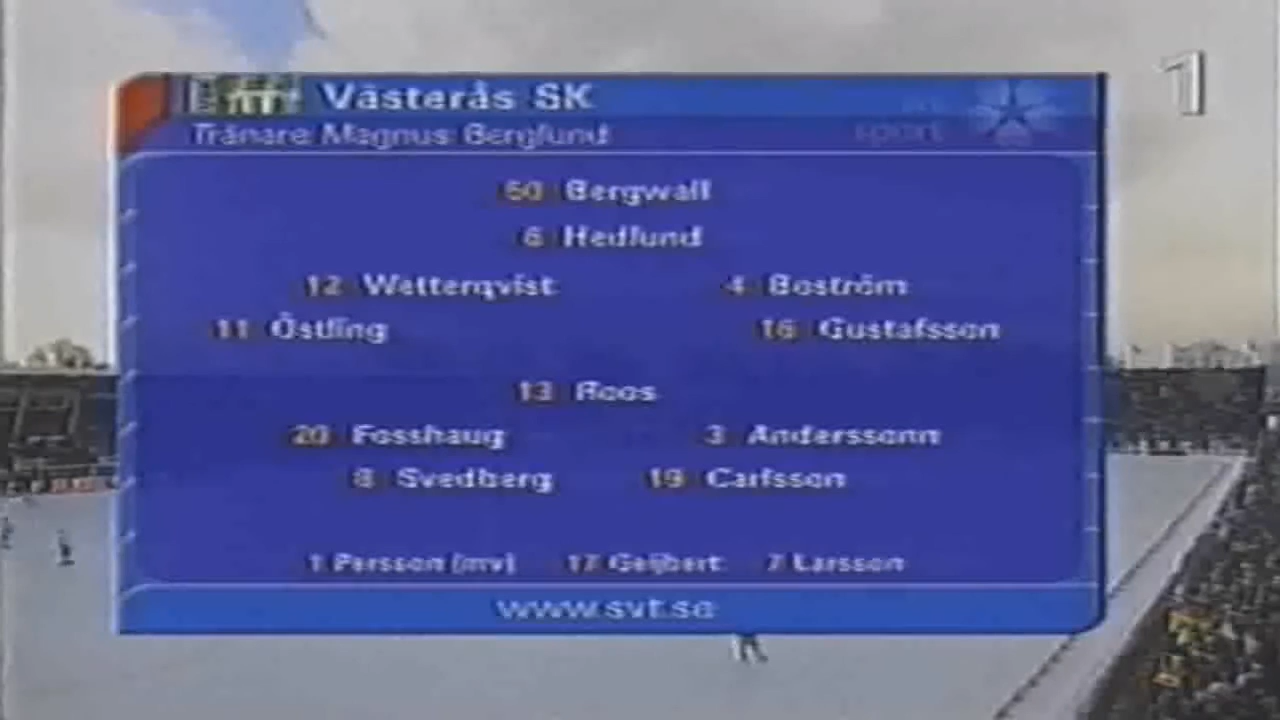 Västerås SK
1
Tränare Magnus Berglund
sport
50 Bergwall
6 Hedlund
12 Wetterqvist 4 Boström
11 Östling 16 Gustafsson
13 Roos
20 Fosshaug 3 Anderssonn
8 Svedberg 19 Carlsson
1 Persson (mv) 17 Geijbert 7 Larsson
www.svt.se